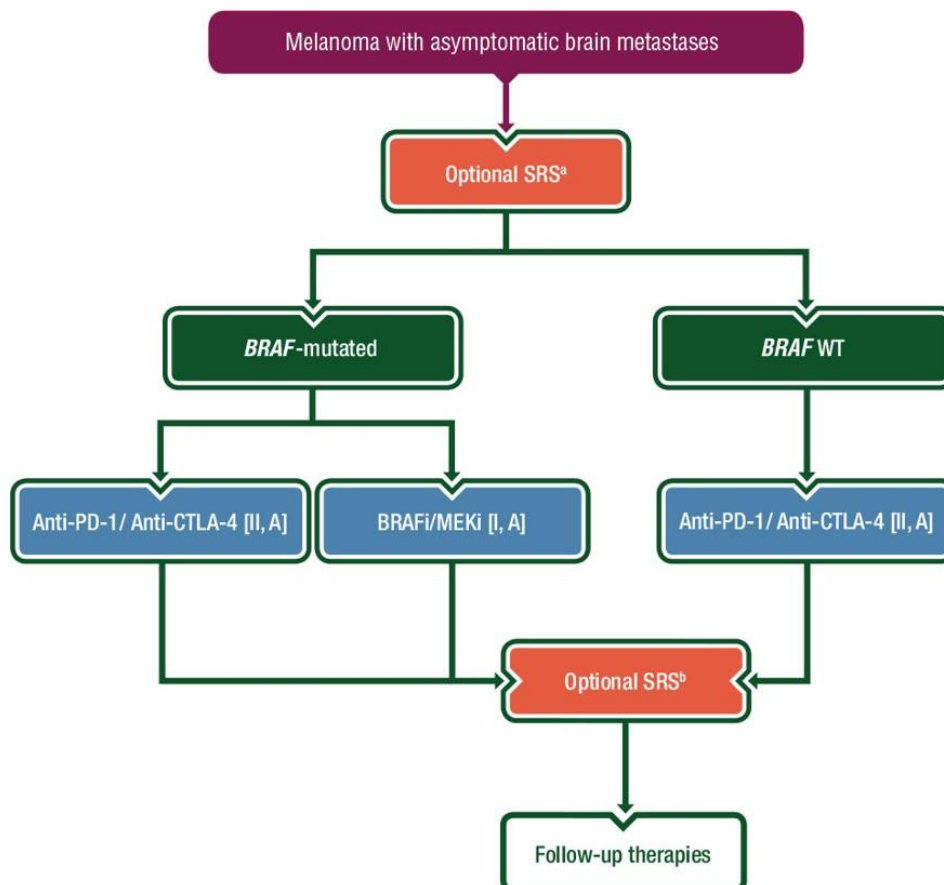 Melanoma with asymptomatic brain metastases
Optional SRSᵃ
BRAF-mutated
BRAF WT
Anti-PD-1/ Anti-CTLA-4 [II, A]
BRAFi/MEKi [I, A]
Anti-PD-1/ Anti-CTLA-4 [II, A]
Optional SRSᵇ
Follow-up therapies